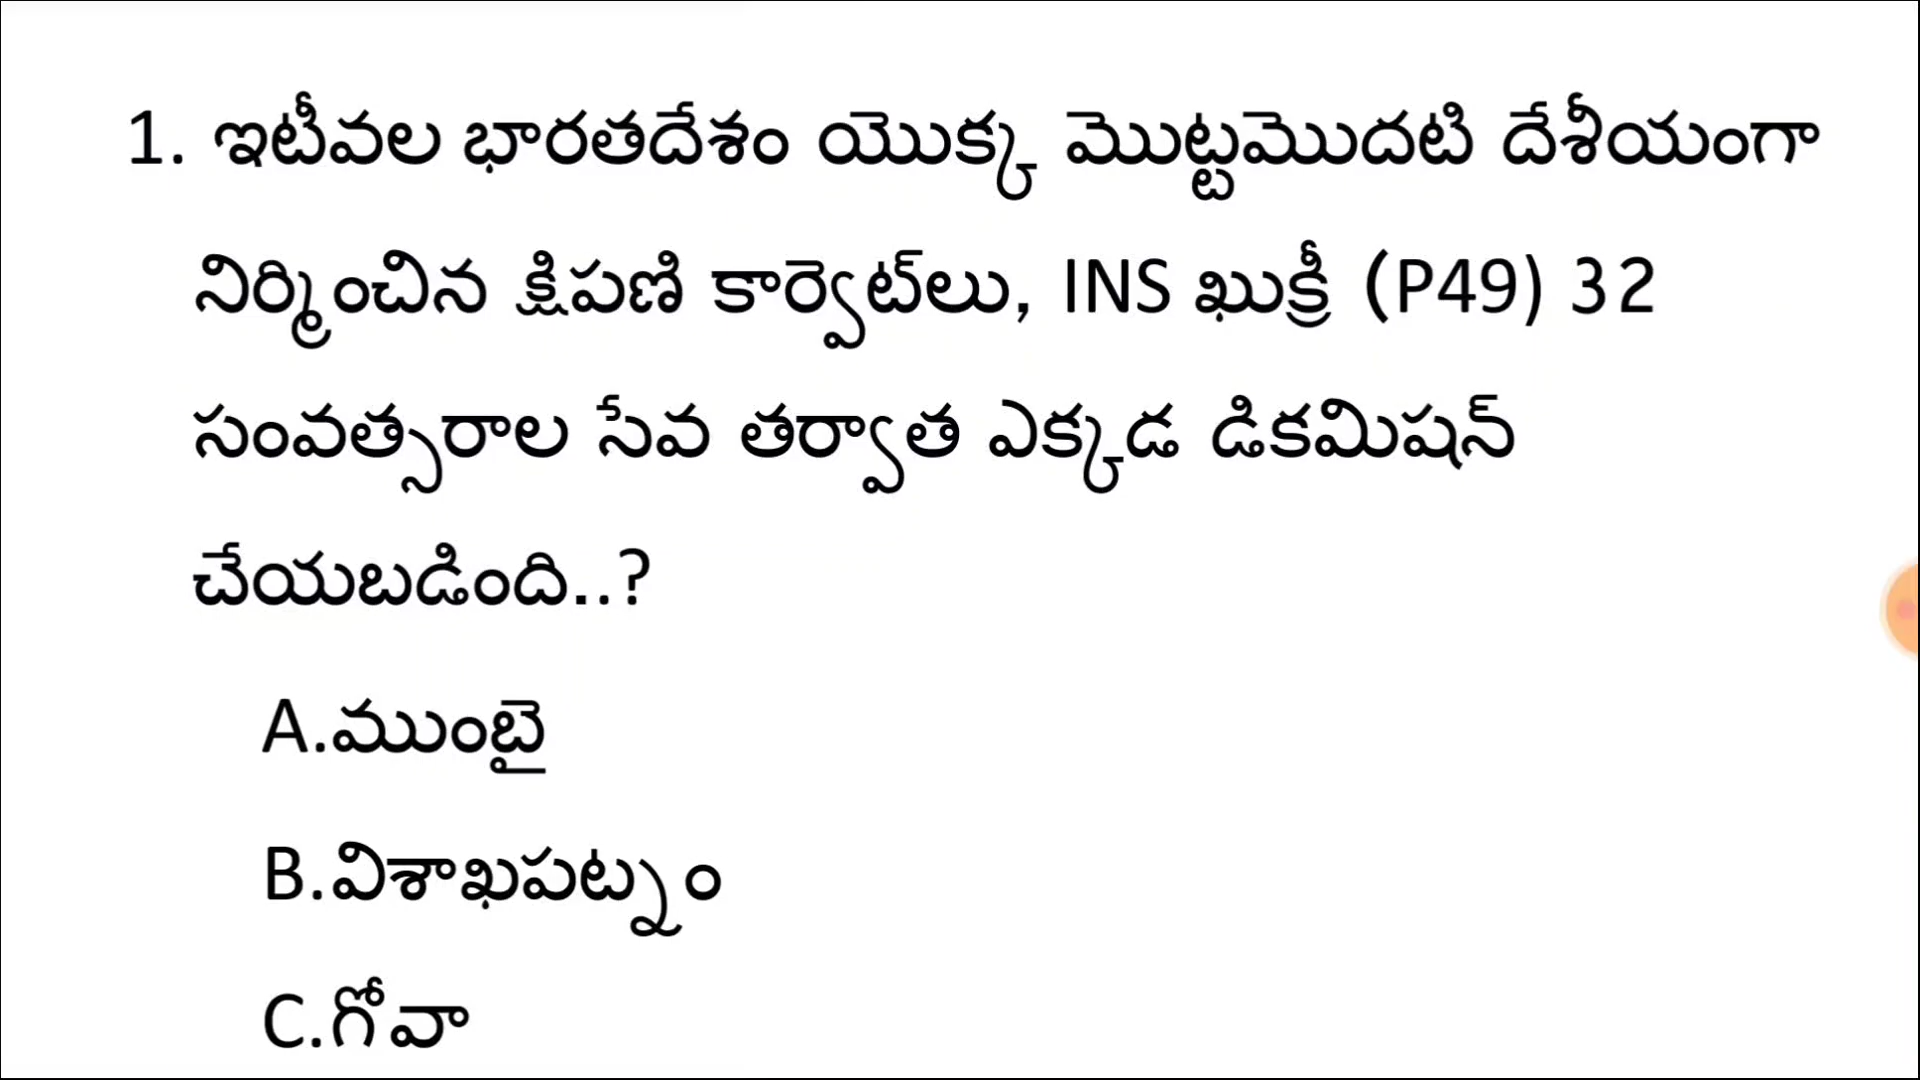 1. ఇటీవల భారతదేశం యొక్క మొట్టమొదటి దేశీయంగా
నిర్మించిన క్షిపణి కార్వెట్‌లు, INS ఖుక్రీ (P49) 32
సంవత్సరాల సేవ తర్వాత ఎక్కడ డికమిషన్
చేయబడింది..?
A.ముంబై
B.విశాఖపట్నం
C.గోవా